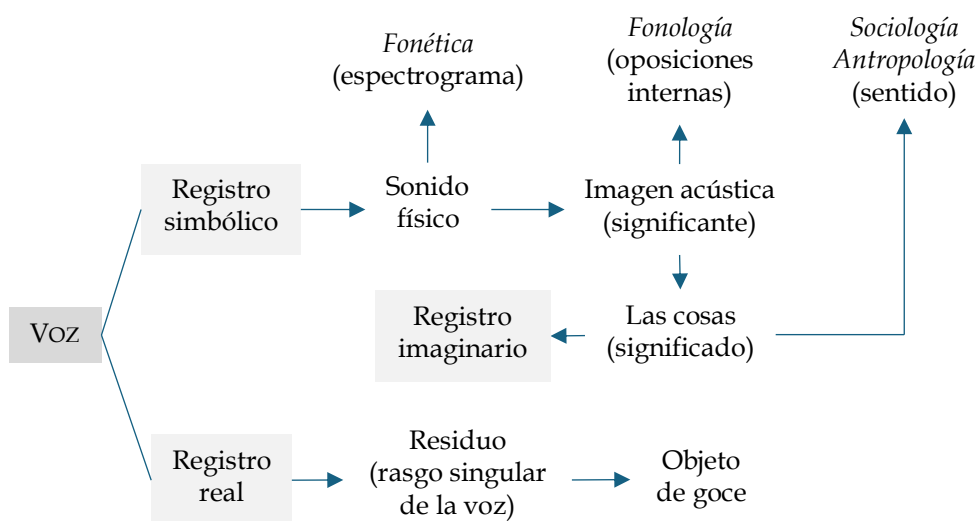 Fonética
(espectrograma)
Fonología
(oposiciones
internas)
Sociología
Antropología
(sentido)
Registro
simbólico
Sonido
físico
Imagen acústica
(significante)
Registro
imaginario
Las cosas
(significado)
VOZ
Registro
real
Residuo
(rasgo singular
de la voz)
Objeto
de goce